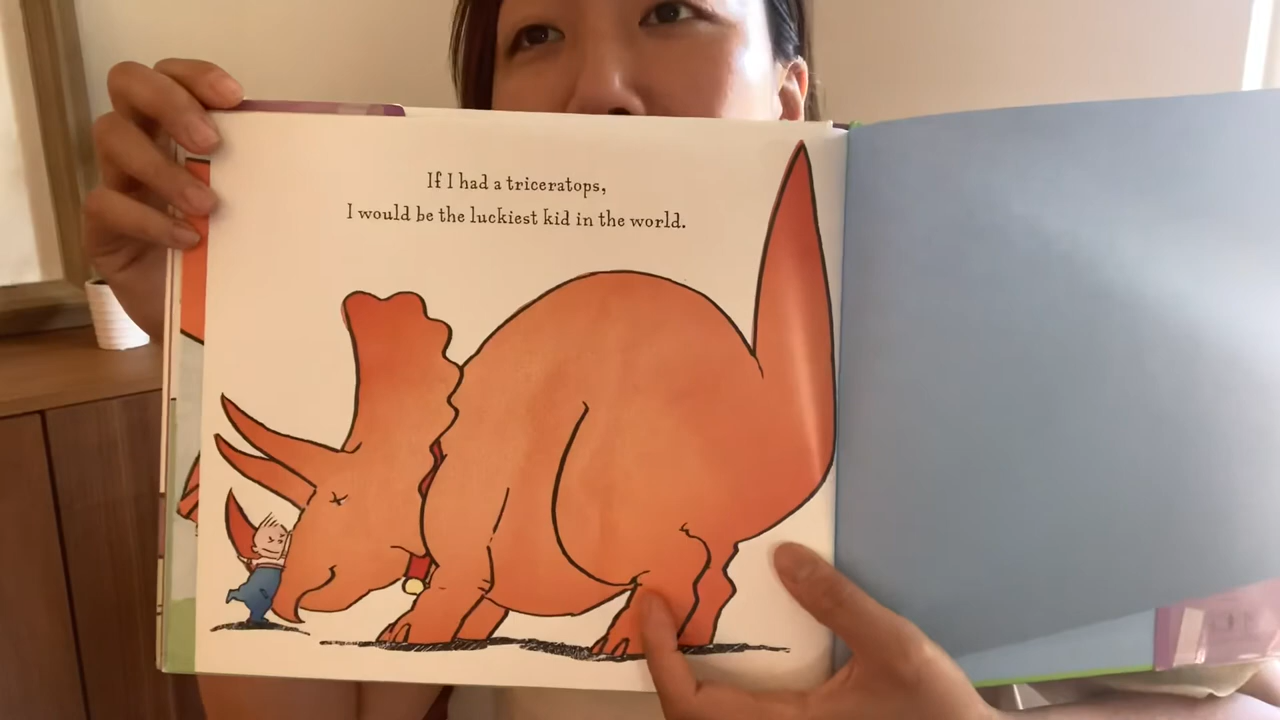 If I had a triceratops,
I would be the luckiest kid in the world.